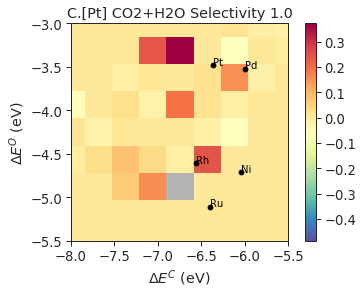 C.[Pt] CO2+H2O Selectivity 1.0
−3.0
−3.5
−4.0
−4.5
−5.0
−5.5
ΔE^O (eV)
Pt
Pd
Rh
Ni
Ru
−8.0 −7.5 −7.0 −6.5 −6.0 −5.5
ΔE^C (eV)
0.3
0.2
0.1
0.0
−0.1
−0.2
−0.3
−0.4